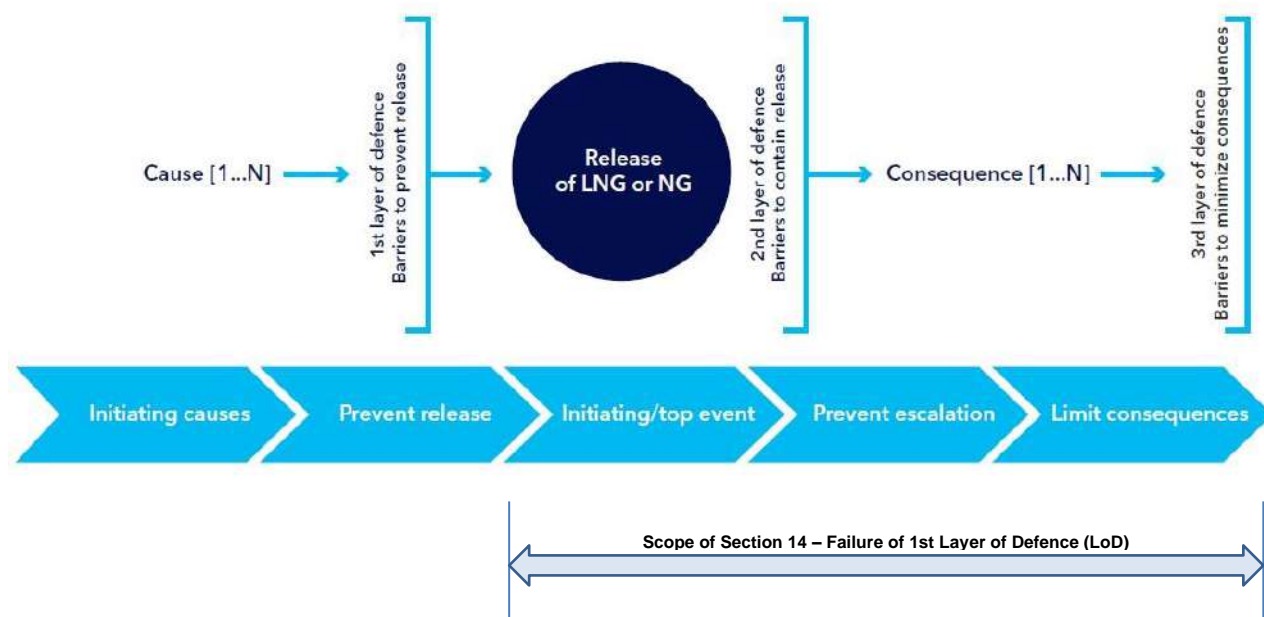 Cause [1...N]
1st layer of defence
Barriers to prevent release
Release
of LNG or NG
2nd layer of defence
Barriers to contain release
Consequence [1...N]
3rd layer of defence
Barriers to minimize consequences
Initiating causes
Prevent release
Initiating/top event
Prevent escalation
Limit consequences
Scope of Section 14 – Failure of 1st Layer of Defence (LoD)